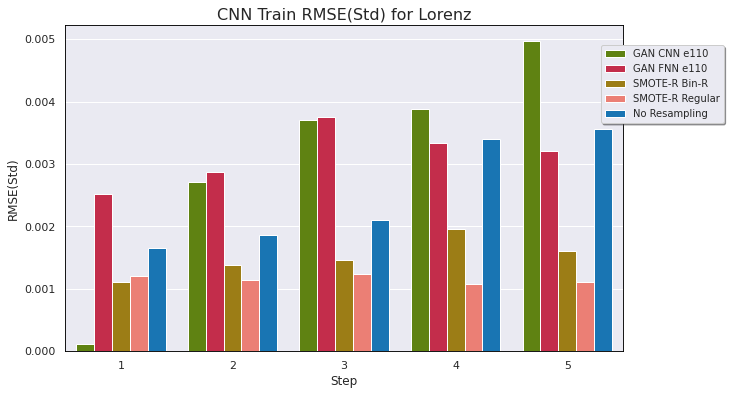 CNN Train RMSE(Std) for Lorenz
0.005
0.004
0.003
0.002
0.001
0.000
RMSE(Std)
1 2 3 4 5
Step
GAN CNN e110
GAN FNN e110
SMOTE-R Bin-R
SMOTE-R Regular
No Resampling